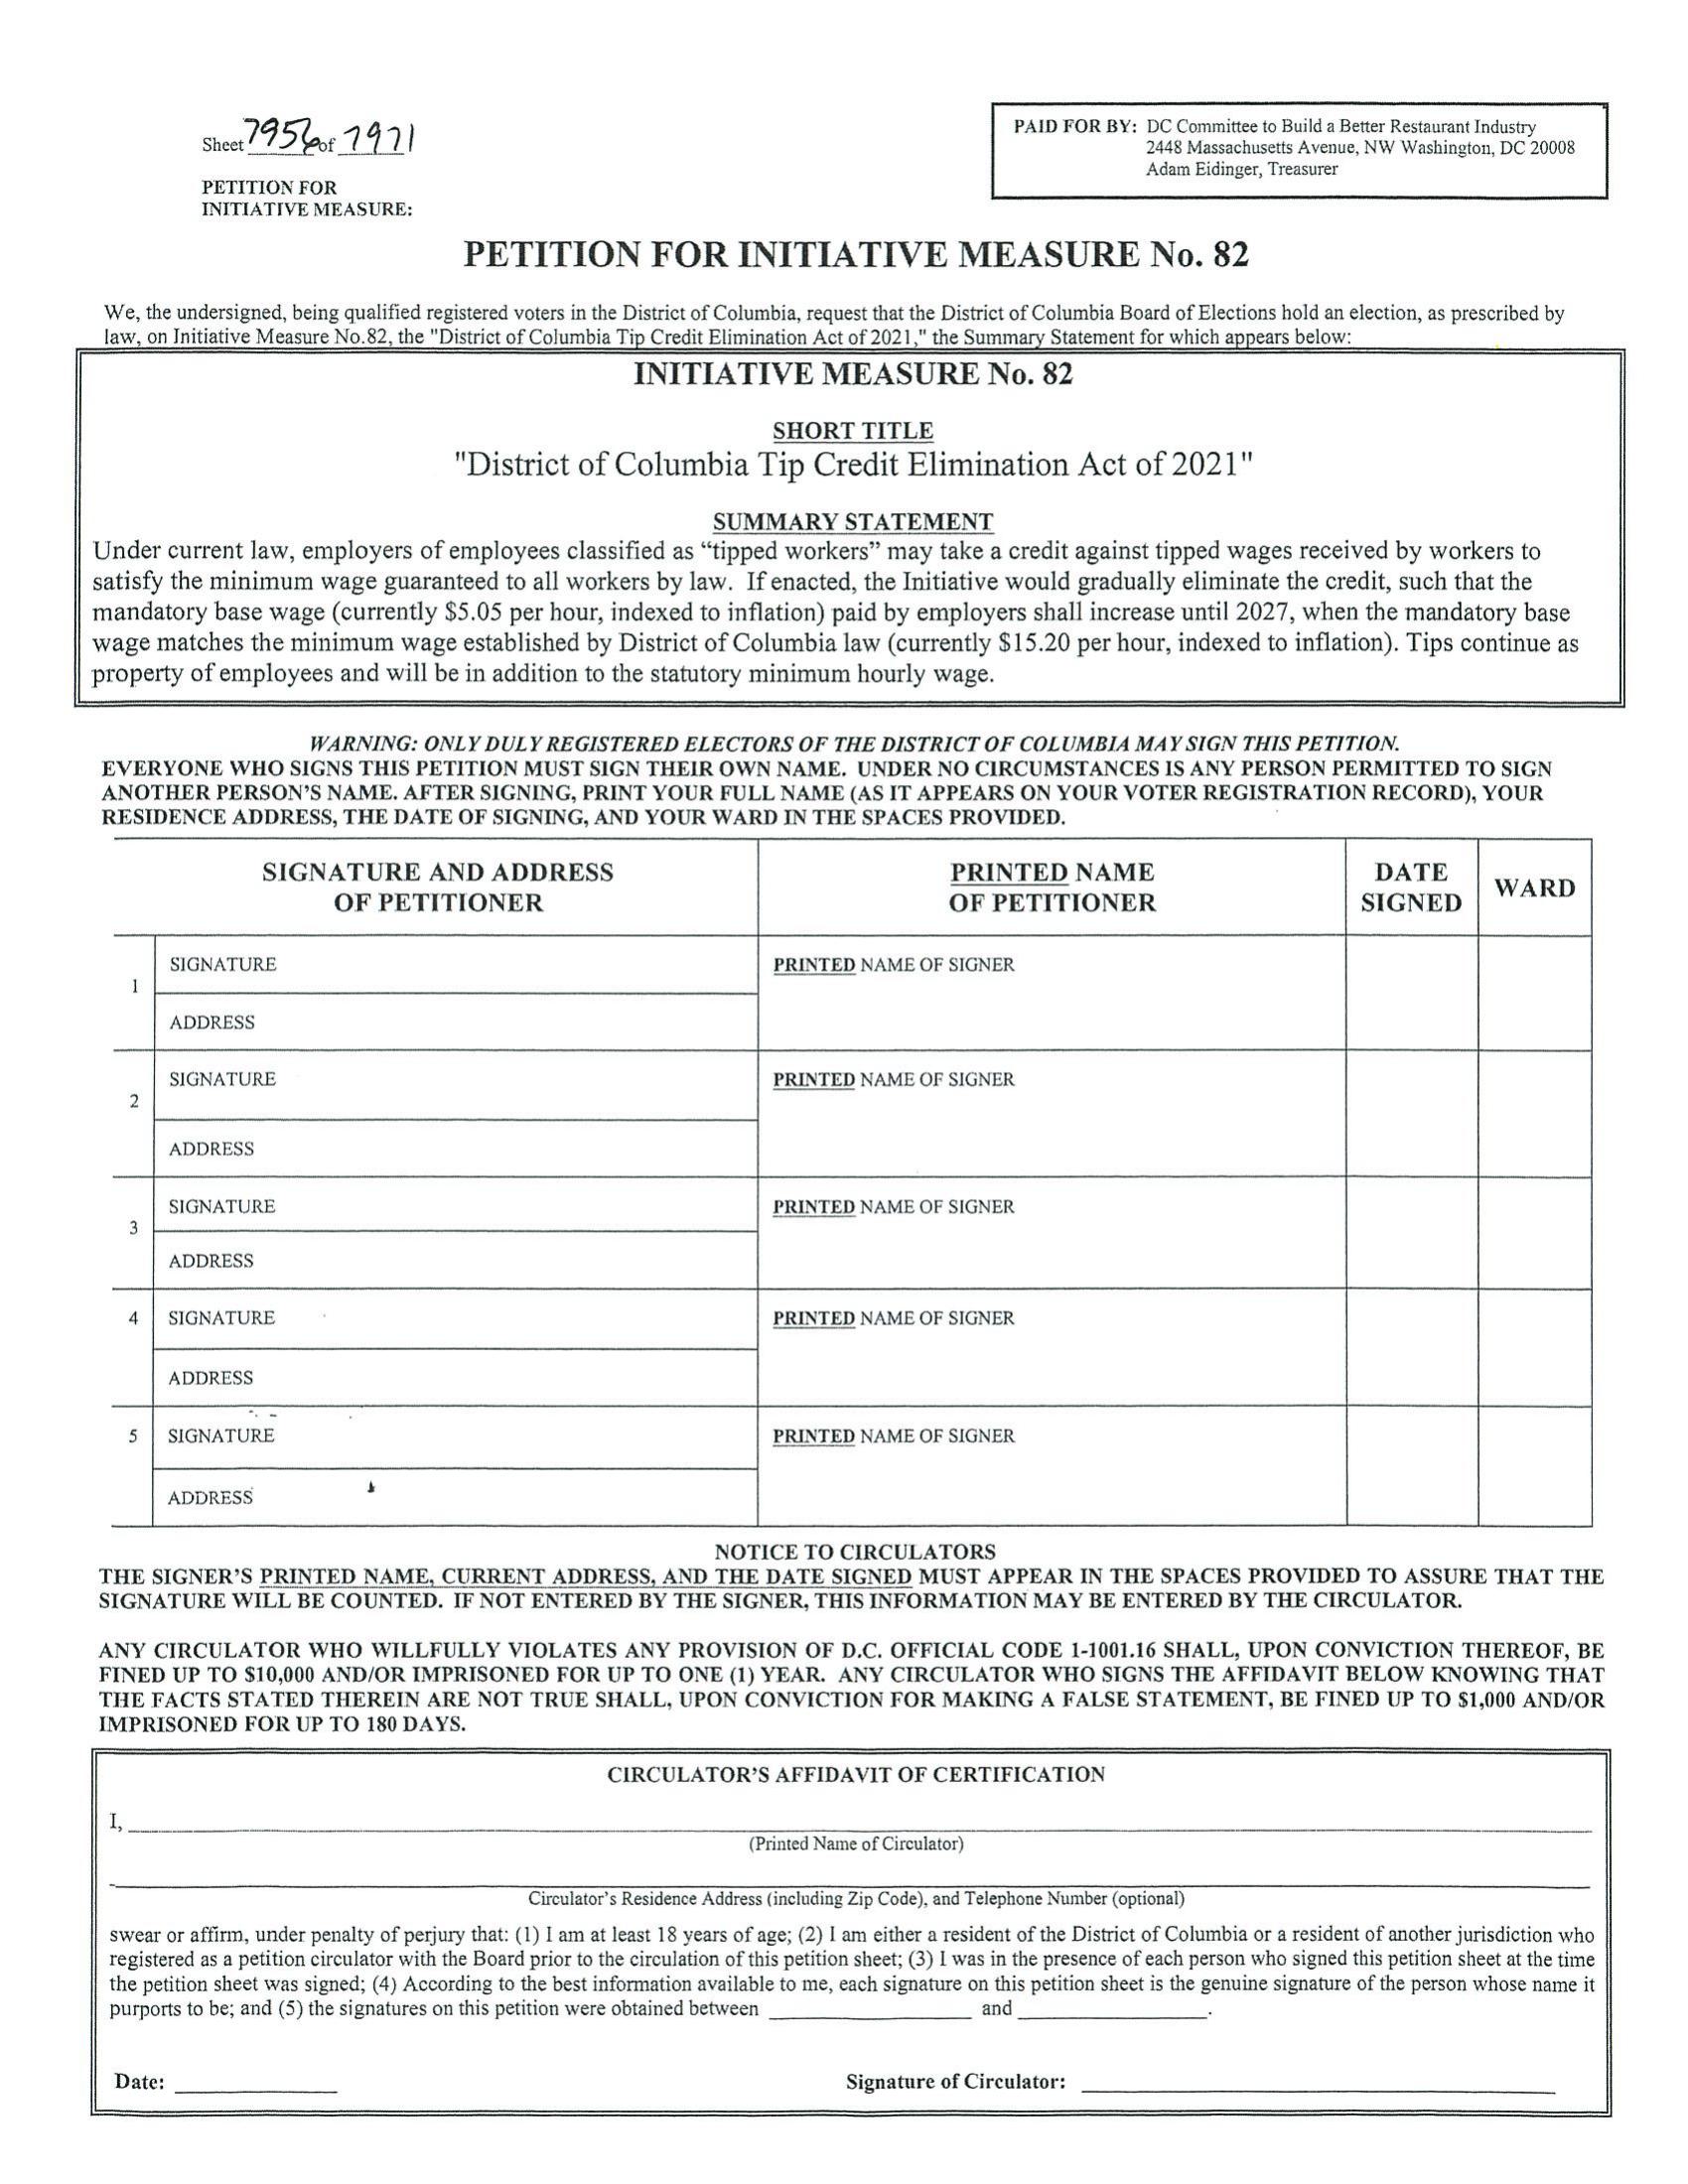 Sheet 7956 of 7971
PAID FOR BY: DC Committee to Build a Better Restaurant Industry
2448 Massachusetts Avenue, NW Washington, DC 20008
Adam Eidinger, Treasurer
PETITION FOR
INITIATIVE MEASURE:
PETITION FOR INITIATIVE MEASURE No. 82
We, the undersigned, being qualified registered voters in the District of Columbia, request that the District of Columbia Board of Elections hold an election, as prescribed by
law, on Initiative Measure No.82, the "District of Columbia Tip Credit Elimination Act of 2021," the Summary Statement for which appears below:
INITIATIVE MEASURE No. 82
SHORT TITLE
"District of Columbia Tip Credit Elimination Act of 2021"
SUMMARY STATEMENT
Under current law, employers of employees classified as “tipped workers” may take a credit against tipped wages received by workers to
satisfy the minimum wage guaranteed to all workers by law. If enacted, the Initiative would gradually eliminate the credit, such that the
mandatory base wage (currently $5.05 per hour, indexed to inflation) paid by employers shall increase until 2027, when the mandatory base
wage matches the minimum wage established by District of Columbia law (currently $15.20 per hour, indexed to inflation). Tips continue as
property of employees and will be in addition to the statutory minimum hourly wage.
WARNING: ONLY DULY REGISTERED ELECTORS OF THE DISTRICT OF COLUMBIA MAY SIGN THIS PETITION.
EVERYONE WHO SIGNS THIS PETITION MUST SIGN THEIR OWN NAME. UNDER NO CIRCUMSTANCES IS ANY PERSON PERMITTED TO SIGN
ANOTHER PERSON'S NAME. AFTER SIGNING, PRINT YOUR FULL NAME (AS IT APPEARS ON YOUR VOTER REGISTRATION RECORD), YOUR
RESIDENCE ADDRESS, THE DATE OF SIGNING, AND YOUR WARD IN THE SPACES PROVIDED.
SIGNATURE AND ADDRESS
OF PETITIONER
PRINTED NAME
OF PETITIONER
DATE
SIGNED
WARD
1
SIGNATURE
PRINTED NAME OF SIGNER
ADDRESS
2
SIGNATURE
PRINTED NAME OF SIGNER
ADDRESS
3
SIGNATURE
PRINTED NAME OF SIGNER
ADDRESS
4
SIGNATURE
PRINTED NAME OF SIGNER
ADDRESS
5
SIGNATURE
PRINTED NAME OF SIGNER
ADDRESS
NOTICE TO CIRCULATORS
THE SIGNER'S PRINTED NAME, CURRENT ADDRESS, AND THE DATE SIGNED MUST APPEAR IN THE SPACES PROVIDED TO ASSURE THAT THE
SIGNATURE WILL BE COUNTED. IF NOT ENTERED BY THE SIGNER, THIS INFORMATION MAY BE ENTERED BY THE CIRCULATOR.
ANY CIRCULATOR WHO WILLFULLY VIOLATES ANY PROVISION OF D.C. OFFICIAL CODE 1-1001.16 SHALL, UPON CONVICTION THEREOF, BE
FINED UP TO $10,000 AND/OR IMPRISONED FOR UP TO ONE (1) YEAR. ANY CIRCULATOR WHO SIGNS THE AFFIDAVIT BELOW KNOWING THAT
THE FACTS STATED THEREIN ARE NOT TRUE SHALL, UPON CONVICTION FOR MAKING A FALSE STATEMENT, BE FINED UP TO $1,000 AND/OR
IMPRISONED FOR UP TO 180 DAYS.
CIRCULATOR'S AFFIDAVIT OF CERTIFICATION
I,
(Printed Name of Circulator)
Circulator's Residence Address (including Zip Code), and Telephone Number (optional)
swear or affirm, under penalty of perjury that: (1) I am at least 18 years of age; (2) I am either a resident of the District of Columbia or a resident of another jurisdiction who
registered as a petition circulator with the Board prior to the circulation of this petition sheet; (3) I was in the presence of each person who signed this petition sheet at the time
the petition sheet was signed; (4) According to the best information available to me, each signature on this petition sheet is the genuine signature of the person whose name it
purports to be; and (5) the signatures on this petition were obtained between ____ and ____.
Date: ____ Signature of Circulator: ____